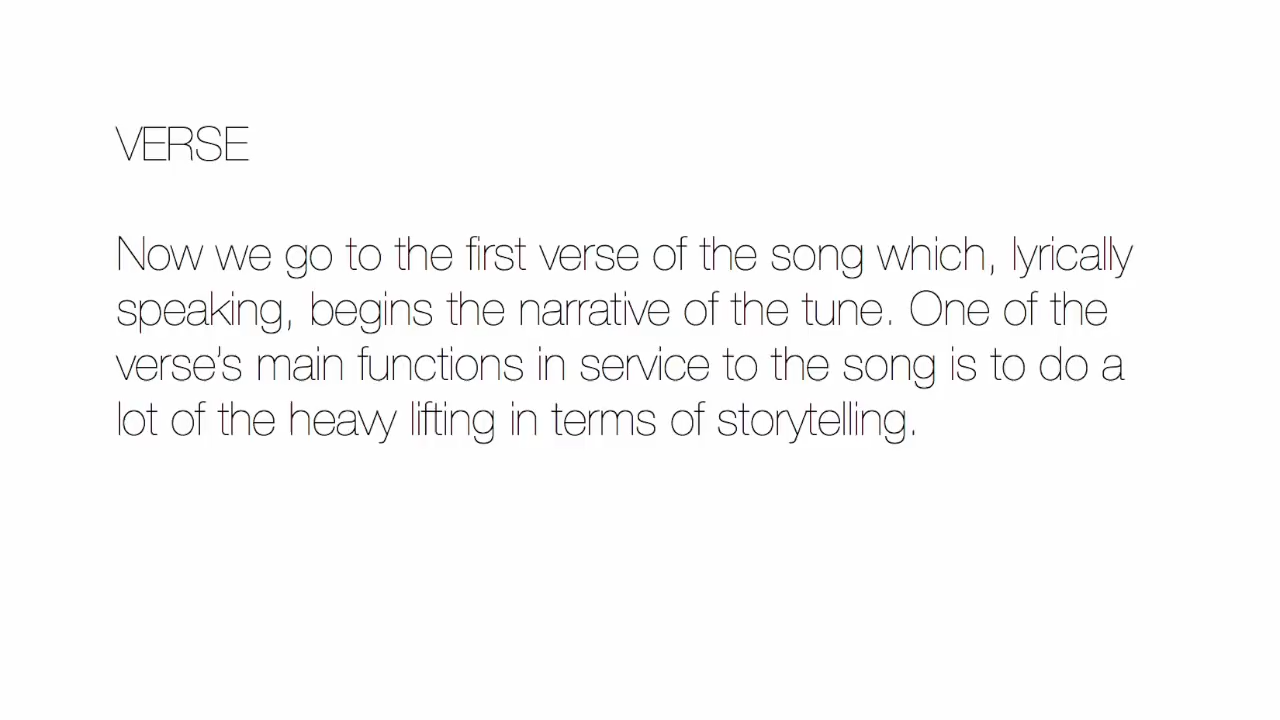 VERSE
Now we go to the first verse of the song which, lyrically
speaking, begins the narrative of the tune. One of the
verse’s main functions in service to the song is to do a
lot of the heavy lifting in terms of storytelling.